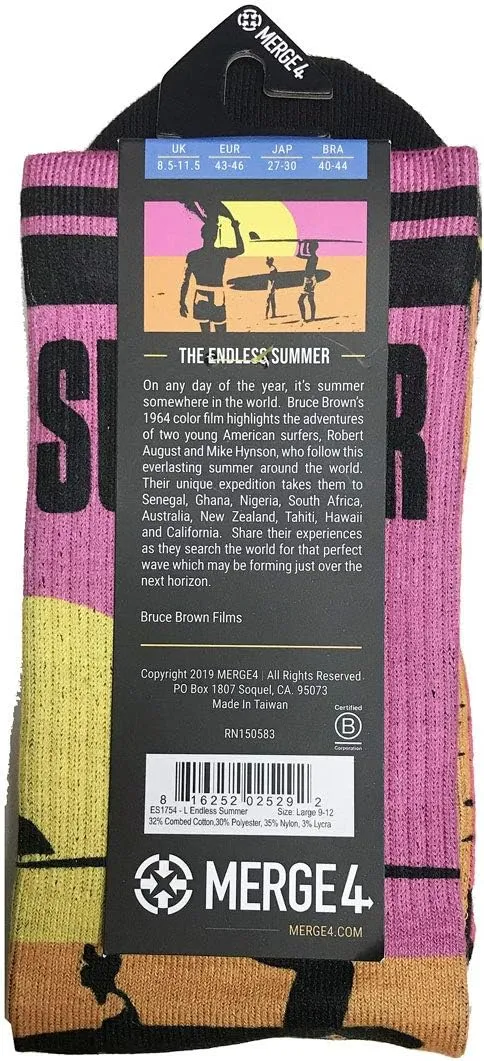 MERGE4
UK EUR JAP BRA
8.5-11.5 43-46 27-30 40-44
THE ENDLESS SUMMER
On any day of the year, it's summer
somewhere in the world. Bruce Brown's
1964 color film highlights the adventures
of two young American surfers, Robert
August and Mike Hynson, who follow this
everlasting summer around the world.
Their unique expedition takes them to
Senegal, Ghana, Nigeria, South Africa,
Australia, New Zealand, Tahiti, Hawaii
and California. Share their experiences
as they search the world for that perfect
wave which may be forming just over the
next horizon.
Bruce Brown Films
Copyright 2019 MERGE4 | All Rights Reserved
PO Box 1807 Soquel, CA. 95073
Made In Taiwan
RN150583
Certified
B
Corporation
8 16252 02529 2
ES1754 - L Endless Summer Size: Large 9-12
32% Combed Cotton,30% Polyester, 35% Nylon, 3% Lycra
MERGE4
MERGE4.COM